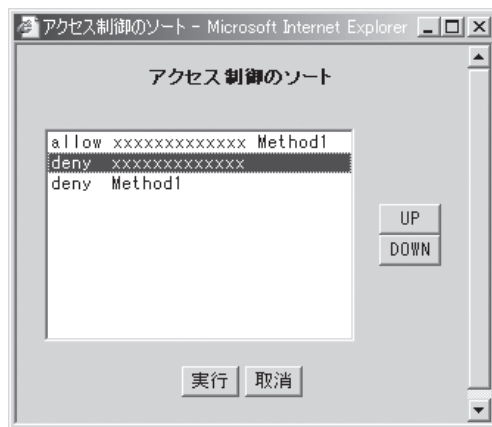 アクセス制御のソート - Microsoft Internet Explorer
アクセス制御のソート
allow xxxxxxxxxxxxx Method1
deny xxxxxxxxxxxxx
deny Method1
UP
DOWN
実行 取消